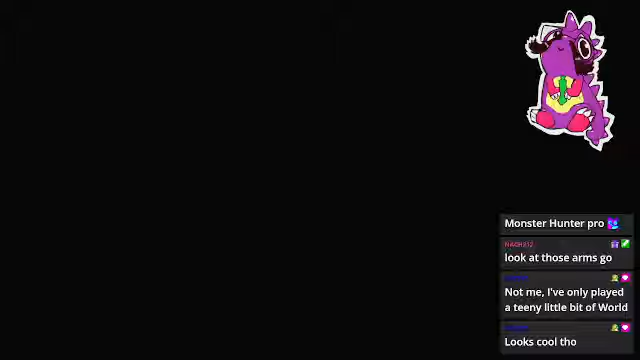 Monster Hunter pro
look at those arms go
Not me, I've only played
a teeny little bit of World
Looks cool tho